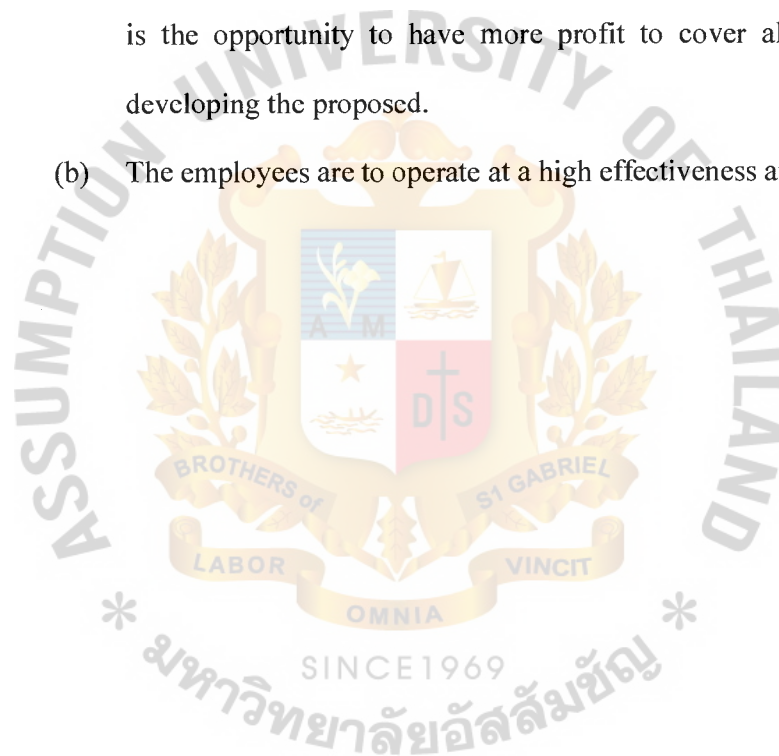 is the opportunity to have more profit to cover al
developing the proposed.
(b) The employees are to operate at a high effectiveness a
ASSUMPTION UNIVERSITY OF THAILAND
A M
D S
BROTHERS of S1 GABRIEL
LABOR VINCIT
OMNIA
SINCE1969
* มหาวิทยาลัยอัสสัมชัญ *